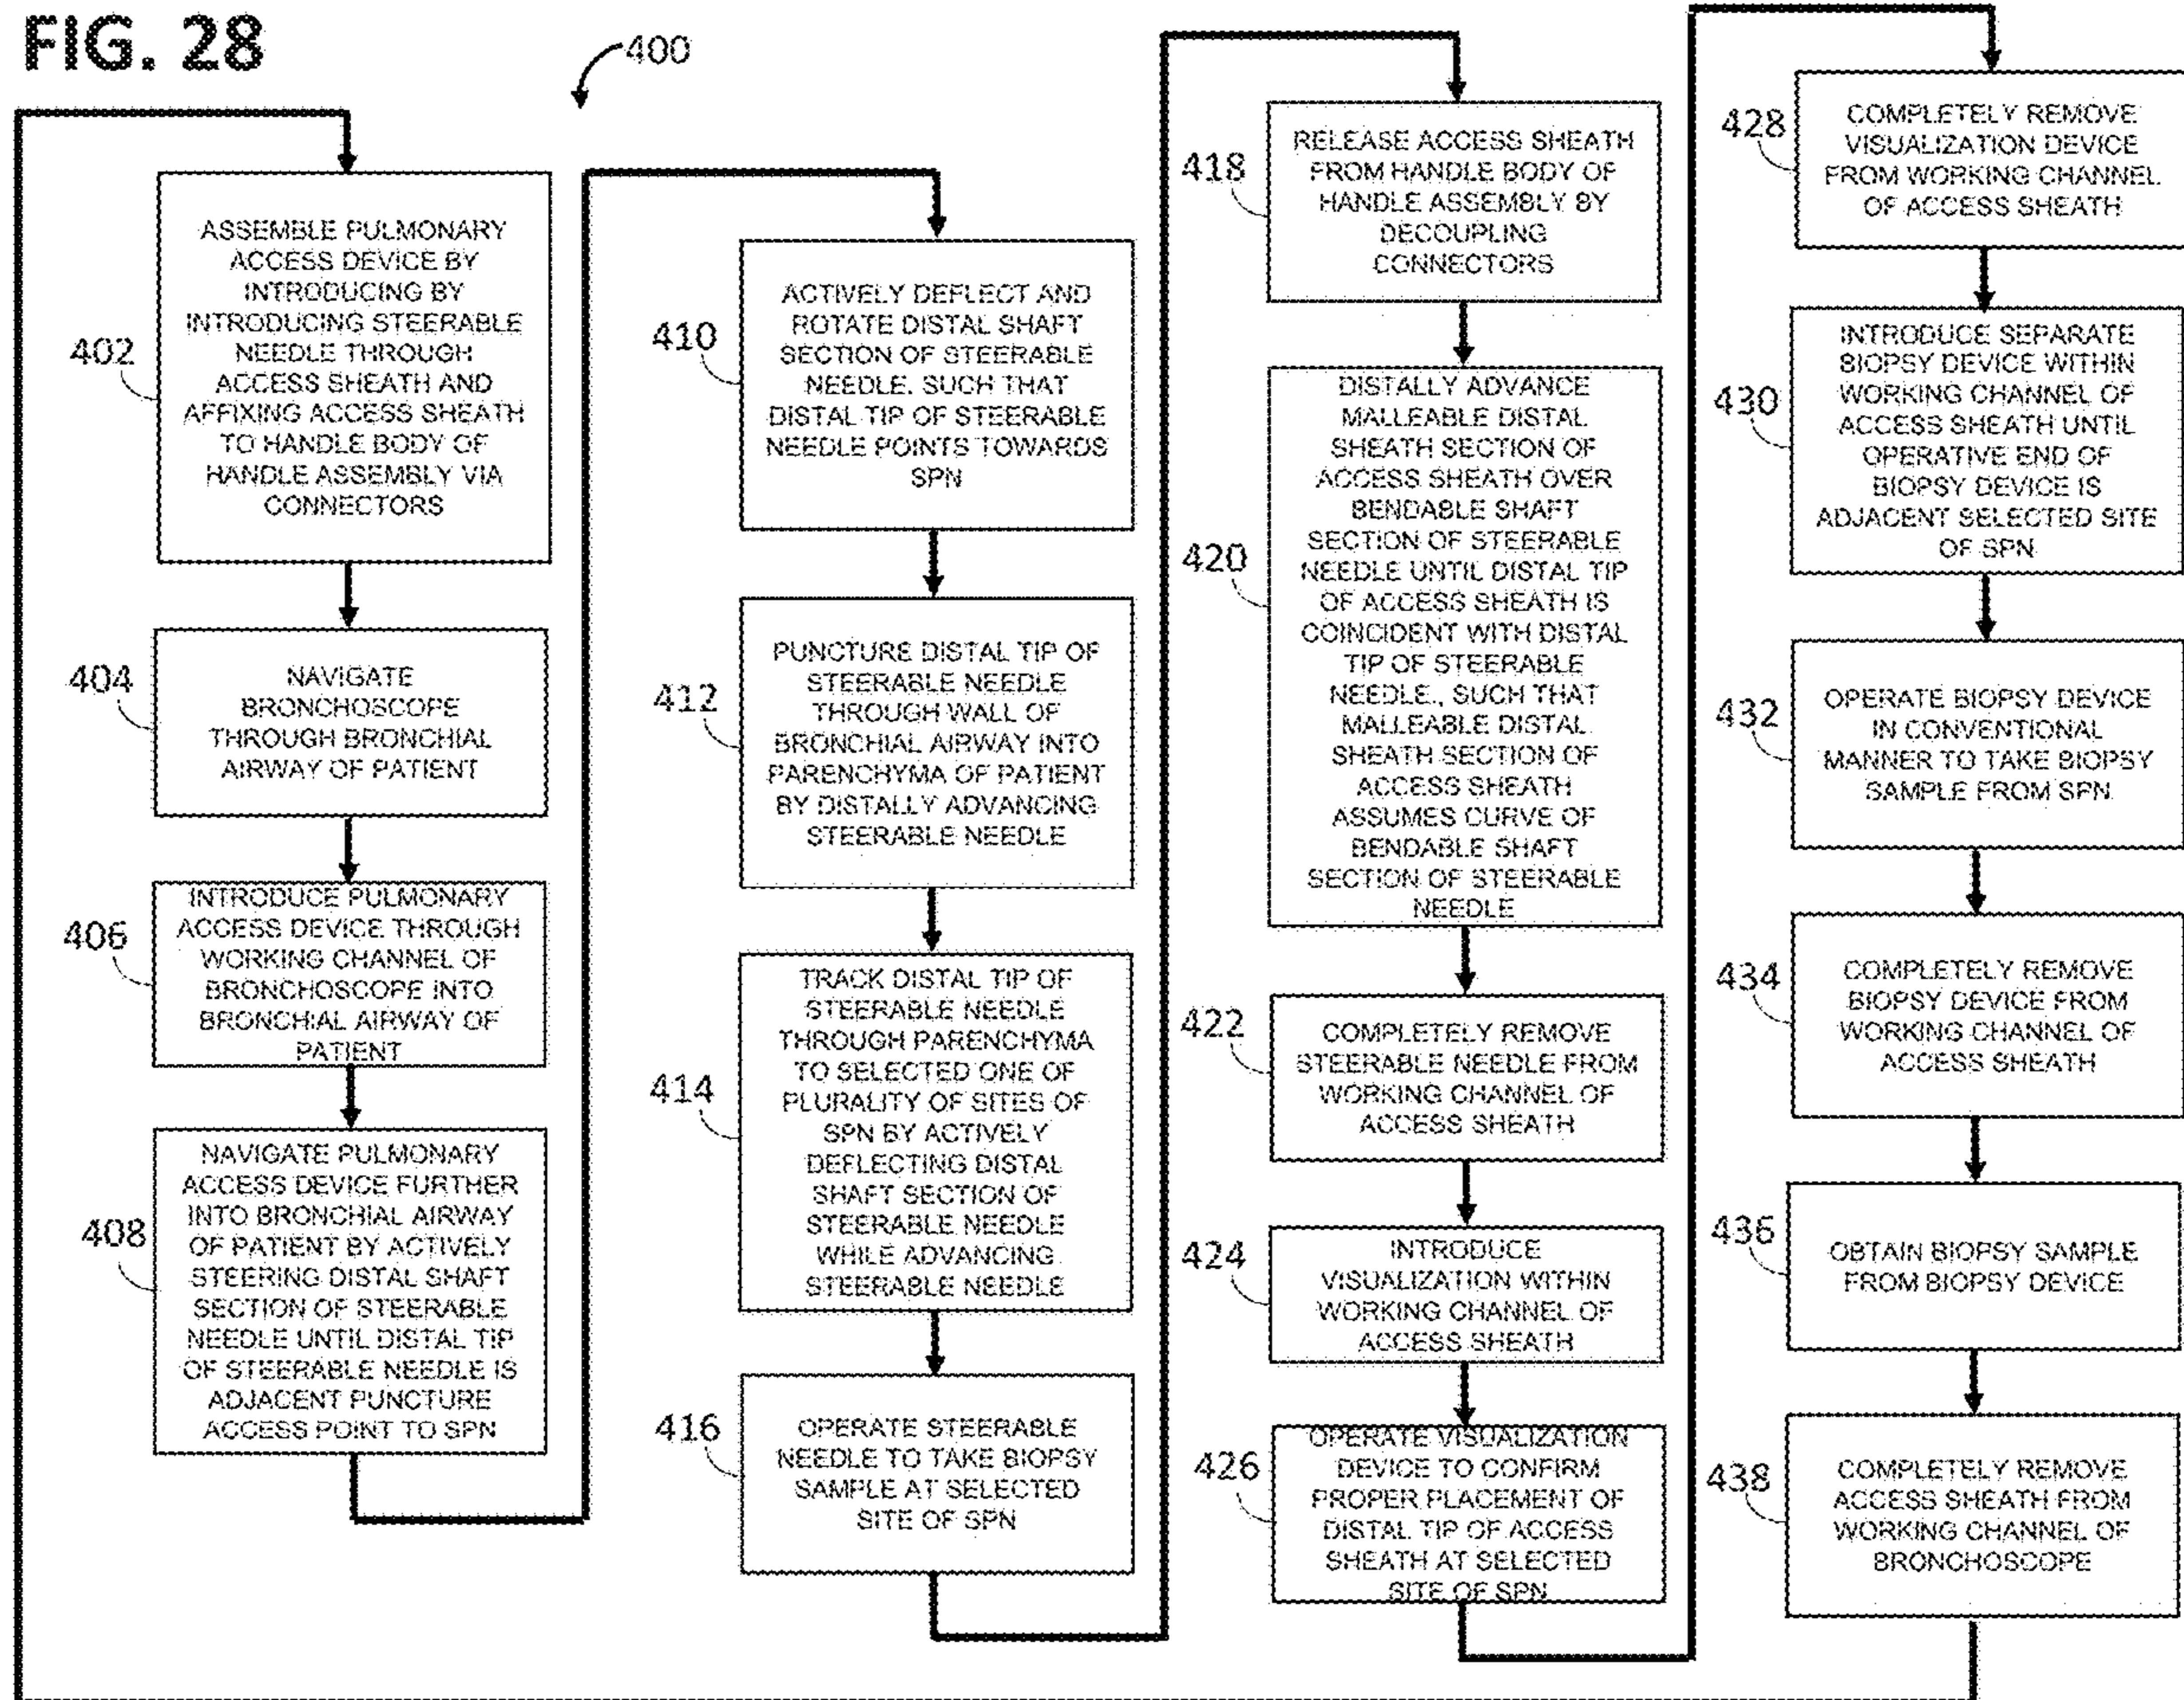 FIG. 28
400
402
ASSEMBLE PULMONARY
ACCESS DEVICE BY
INTRODUCING BY
INTRODUCING STEERABLE
NEEDLE THROUGH
ACCESS SHEATH AND
AFFIXING ACCESS SHEATH
TO HANDLE BODY OF
HANDLE ASSEMBLY VIA
CONNECTORS
404
NAVIGATE
BRONCHOSCOPE
THROUGH BRONCHIAL
AIRWAY OF PATIENT
406
INTRODUCE PULMONARY
ACCESS DEVICE THROUGH
WORKING CHANNEL OF
BRONCHOSCOPE INTO
BRONCHIAL AIRWAY OF
PATIENT
408
NAVIGATE PULMONARY
ACCESS DEVICE FURTHER
INTO BRONCHIAL AIRWAY
OF PATIENT BY ACTIVELY
STEERING DISTAL SHAFT
SECTION OF STEERABLE
NEEDLE UNTIL DISTAL TIP
OF STEERABLE NEEDLE IS
ADJACENT PUNCTURE
ACCESS POINT TO SPN
410
ACTIVELY DEFLECT AND
ROTATE DISTAL SHAFT
SECTION OF STEERABLE
NEEDLE, SUCH THAT
DISTAL TIP OF STEERABLE
NEEDLE POINTS TOWARDS
SPN
412
PUNCTURE DISTAL TIP OF
STEERABLE NEEDLE
THROUGH WALL OF
BRONCHIAL AIRWAY INTO
PARENCHYMA OF PATIENT
BY DISTALLY ADVANCING
STEERABLE NEEDLE
414
TRACK DISTAL TIP OF
STEERABLE NEEDLE
THROUGH PARENCHYMA
TO SELECTED ONE OF
PLURALITY OF SITES OF
SPN BY ACTIVELY
DEFLECTING DISTAL
SHAFT SECTION OF
STEERABLE NEEDLE
WHILE ADVANCING
STEERABLE NEEDLE
416
OPERATE STEERABLE
NEEDLE TO TAKE BIOPSY
SAMPLE AT SELECTED
SITE OF SPN
418
RELEASE ACCESS SHEATH
FROM HANDLE BODY OF
HANDLE ASSEMBLY BY
DECOUPLING
CONNECTORS
420
DISTALLY ADVANCE
MALLEABLE DISTAL
SHEATH SECTION OF
ACCESS SHEATH OVER
BENDABLE SHAFT
SECTION OF STEERABLE
NEEDLE UNTIL DISTAL TIP
OF ACCESS SHEATH IS
COINCIDENT WITH DISTAL
TIP OF STEERABLE
NEEDLE., SUCH THAT
MALLEABLE DISTAL
SHEATH SECTION OF
ACCESS SHEATH
ASSUMES CURVE OF
BENDABLE SHAFT
SECTION OF STEERABLE
NEEDLE
422
COMPLETELY REMOVE
STEERABLE NEEDLE FROM
WORKING CHANNEL OF
ACCESS SHEATH
424
INTRODUCE
VISUALIZATION WITHIN
WORKING CHANNEL OF
ACCESS SHEATH
426
OPERATE VISUALIZATION
DEVICE TO CONFIRM
PROPER PLACEMENT OF
DISTAL TIP OF ACCESS
SHEATH AT SELECTED
SITE OF SPN
428
COMPLETELY REMOVE
VISUALIZATION DEVICE
FROM WORKING CHANNEL
OF ACCESS SHEATH
430
INTRODUCE SEPARATE
BIOPSY DEVICE WITHIN
WORKING CHANNEL OF
ACCESS SHEATH UNTIL
OPERATIVE END OF
BIOPSY DEVICE IS
ADJACENT SELECTED SITE
OF SPN
432
OPERATE BIOPSY DEVICE
IN CONVENTIONAL
MANNER TO TAKE BIOPSY
SAMPLE FROM SPN
434
COMPLETELY REMOVE
BIOPSY DEVICE FROM
WORKING CHANNEL OF
ACCESS SHEATH
436
OBTAIN BIOPSY SAMPLE
FROM BIOPSY DEVICE
438
COMPLETELY REMOVE
ACCESS SHEATH FROM
WORKING CHANNEL OF
BRONCHOSCOPE